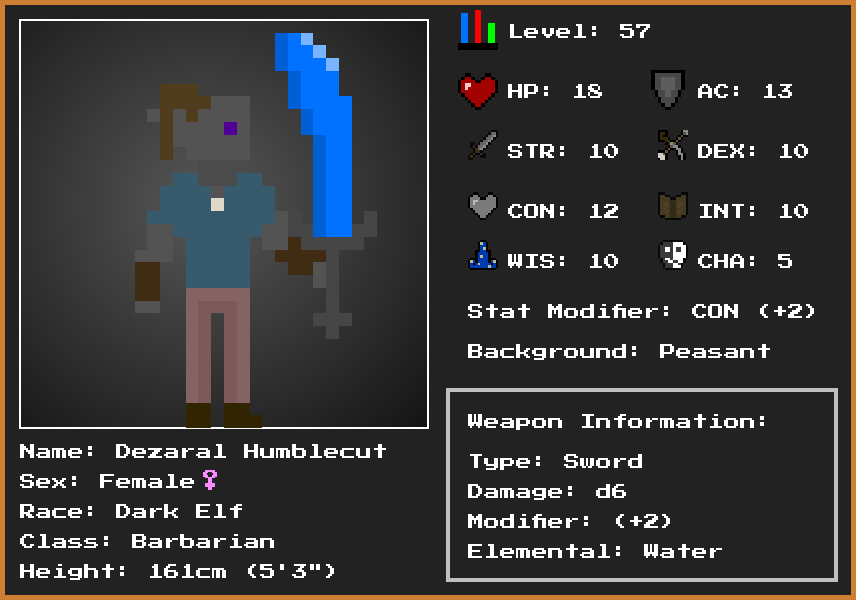 Level: 57
HP: 18
AC: 13
STR: 10
DEX: 10
CON: 12
INT: 10
WIS: 10
CHA: 5
Stat Modifier: CON (+2)
Background: Peasant
Weapon Information:
Type: Sword
Damage: d6
Modifier: (+2)
Elemental: Water
Name: Dezaral Humblecut
Sex: Female♀
Race: Dark Elf
Class: Barbarian
Height: 161cm (5'3")